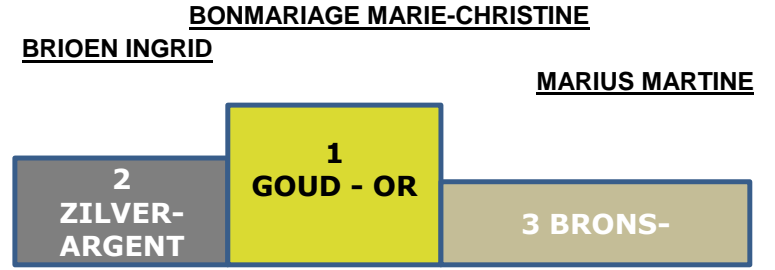 BONMARIAGE MARIE-CHRISTINE
BRIOEN INGRID
MARIUS MARTINE
1
GOUD - OR
2
ZILVER-
ARGENT
3 BRONS-